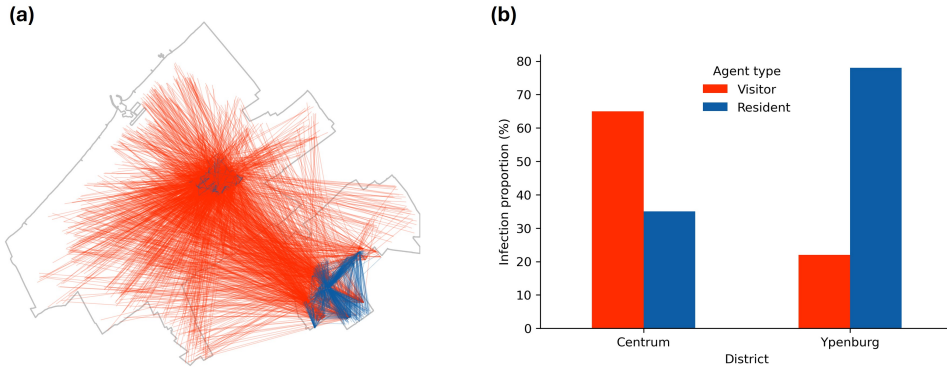 (a)
(b)
Agent type
Visitor
Resident
Infection proportion (%)
80
70
60
50
40
30
20
10
0
Centrum
Ypenburg
District